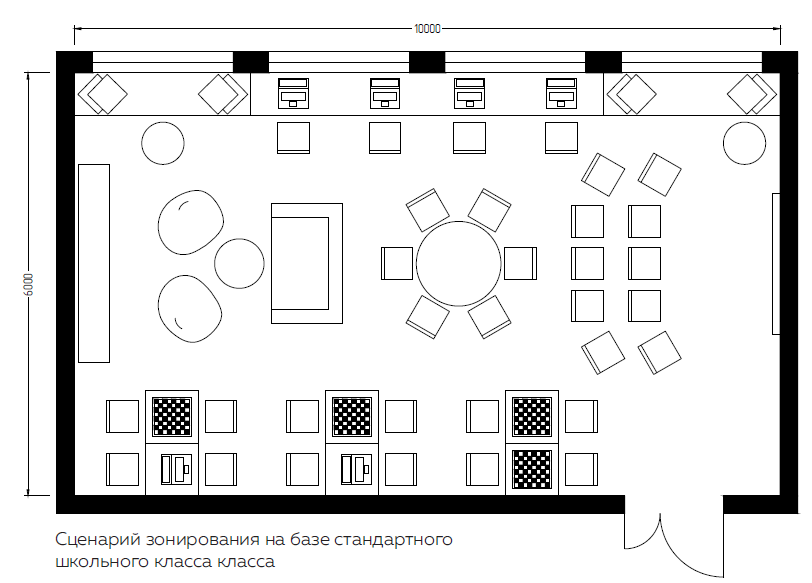 10000
6000
Сценарий зонирования на базе стандартного
школьного класса класса